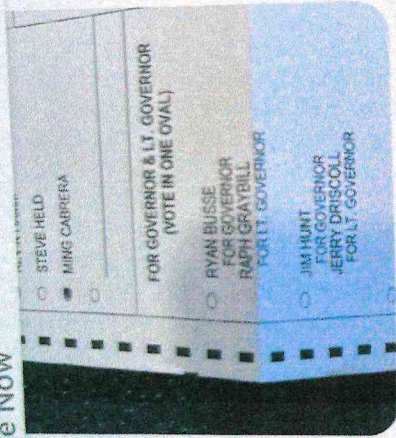 e Now
STEVE HELD
MING CABRERA
FOR GOVERNOR & LT. GOVERNOR
(VOTE IN ONE OVAL)
RYAN BUSSE
FOR GOVERNOR
RAPH GRAYBILL
FOR LT. GOVERNOR
JIM HUNT
FOR GOVERNOR
JERRY DRISCOLL
FOR LT. GOVERNOR